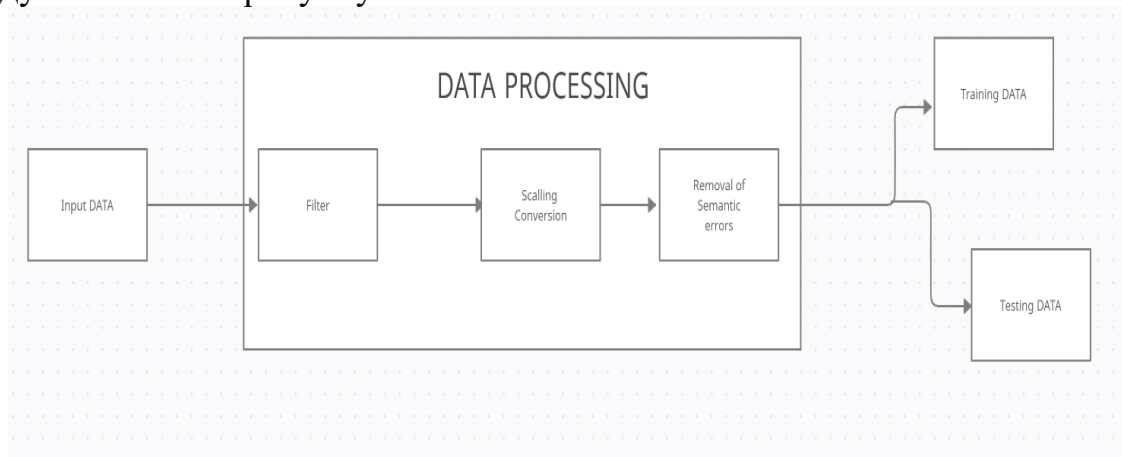 DATA PROCESSING
Input DATA
Filter
Scalling
Conversion
Removal of
Semantic
errors
Training DATA
Testing DATA